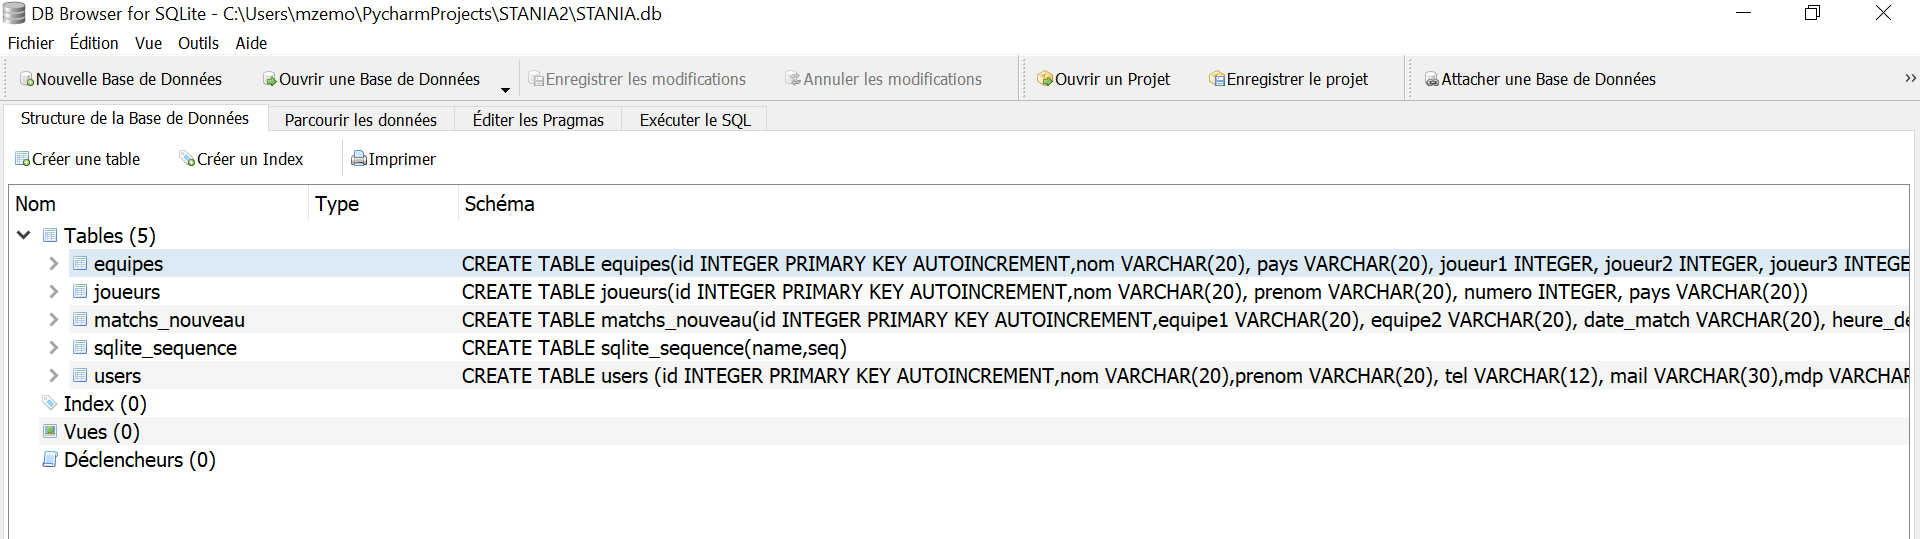 DB Browser for SQLite - C:\Users\mzemo\PycharmProjects\STANIA2\STANIA.db
Fichier Édition Vue Outils Aide
Nouvelle Base de Données Ouvrir une Base de Données Enregistrer les modifications Annuler les modifications Ouvrir un Projet Enregistrer le projet Attacher une Base de Données »
Structure de la Base de Données Parcourir les données Éditer les Pragmas Exécuter le SQL
Créer une table Créer un Index Imprimer
Nom Type Schéma
Tables (5)
equipes CREATE TABLE equipes(id INTEGER PRIMARY KEY AUTOINCREMENT,nom VARCHAR(20), pays VARCHAR(20), joueur1 INTEGER, joueur2 INTEGER, joueur3 INTEGE
joueurs CREATE TABLE joueurs(id INTEGER PRIMARY KEY AUTOINCREMENT,nom VARCHAR(20), prenom VARCHAR(20), numero INTEGER, pays VARCHAR(20))
matchs_nouveau CREATE TABLE matchs_nouveau(id INTEGER PRIMARY KEY AUTOINCREMENT,equipe1 VARCHAR(20), equipe2 VARCHAR(20), date_match VARCHAR(20), heure_de
sqlite_sequence CREATE TABLE sqlite_sequence(name,seq)
users CREATE TABLE users (id INTEGER PRIMARY KEY AUTOINCREMENT,nom VARCHAR(20),prenom VARCHAR(20), tel VARCHAR(12), mail VARCHAR(30),mdp VARCHAR
Index (0)
Vues (0)
Déclencheurs (0)